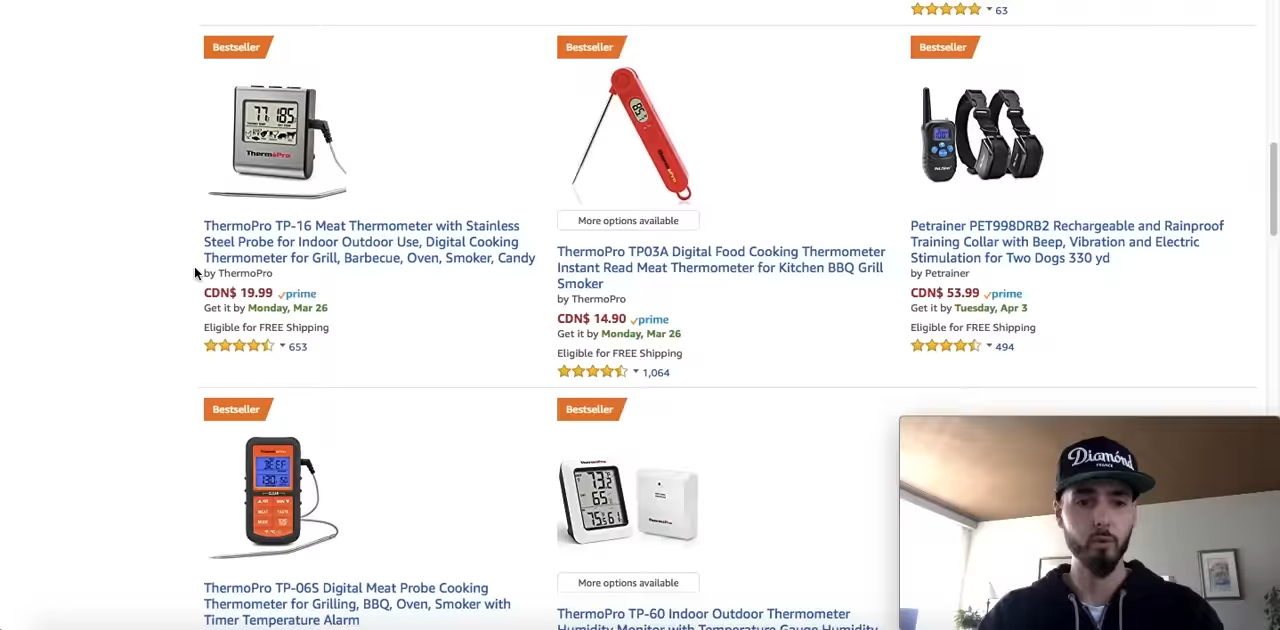 63
Bestseller
77 185
ThermoPro
ThermoPro TP-16 Meat Thermometer with Stainless
Steel Probe for Indoor Outdoor Use, Digital Cooking
Thermometer for Grill, Barbecue, Oven, Smoker, Candy
by ThermoPro
CDN$ 19.99 prime
Get it by Monday, Mar 26
Eligible for FREE Shipping
653
Bestseller
More options available
ThermoPro TP03A Digital Food Cooking Thermometer
Instant Read Meat Thermometer for Kitchen BBQ Grill
Smoker
by ThermoPro
CDN$ 14.90 prime
Get it by Monday, Mar 26
Eligible for FREE Shipping
1,064
Bestseller
Petrainer PET998DRB2 Rechargeable and Rainproof
Training Collar with Beep, Vibration and Electric
Stimulation for Two Dogs 330 yd
by Petrainer
CDN$ 53.99 prime
Get it by Tuesday, Apr 3
Eligible for FREE Shipping
494
Bestseller
ThermoPro TP-06S Digital Meat Probe Cooking
Thermometer for Grilling, BBQ, Oven, Smoker with
Timer Temperature Alarm
Bestseller
More options available
ThermoPro TP-60 Indoor Outdoor Thermometer
Humidity Monitor with Temperature Gauge Humidity
Diamond
FRANCE